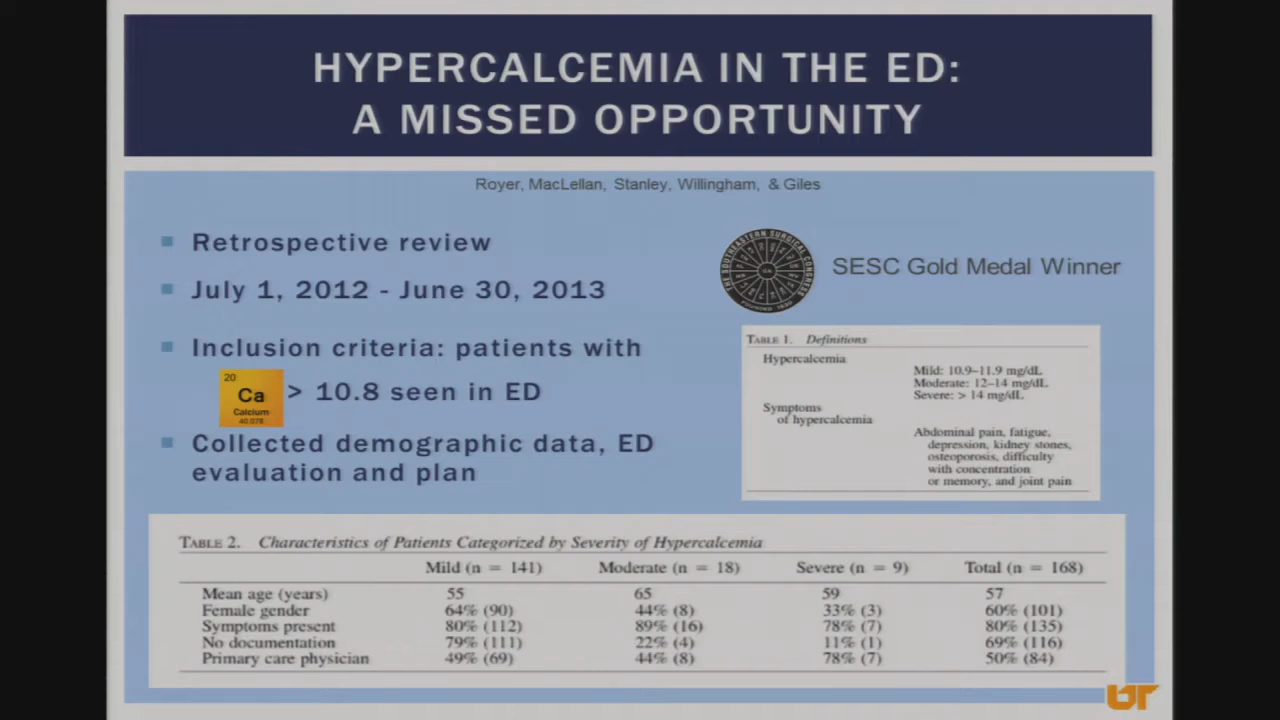 HYPERCALCEMIA IN THE ED:
A MISSED OPPORTUNITY
Royer, MacLellan, Stanley, Willingham, & Giles
Retrospective review
July 1, 2012 - June 30, 2013
Inclusion criteria: patients with
20
Ca
Calcium
40.078
> 10.8 seen in ED
Collected demographic data, ED
evaluation and plan
THE SOUTHEASTERN SURGICAL CONGRESS
SESC Gold Medal Winner
TABLE 1. Definitions
Hypercalcemia
Mild: 10.9–11.9 mg/dL
Moderate: 12–14 mg/dL
Severe: > 14 mg/dL
Symptoms
of hypercalcemia
Abdominal pain, fatigue,
depression, kidney stones,
osteoporosis, difficulty
with concentration
or memory, and joint pain
TABLE 2. Characteristics of Patients Categorized by Severity of Hypercalcemia
Mild (n = 141) Moderate (n = 18) Severe (n = 9) Total (n = 168)
Mean age (years) 55 65 59 57
Female gender 64% (90) 44% (8) 33% (3) 60% (101)
Symptoms present 80% (112) 89% (16) 78% (7) 80% (135)
No documentation 79% (111) 22% (4) 11% (1) 69% (116)
Primary care physician 49% (69) 44% (8) 78% (7) 50% (84)
UT